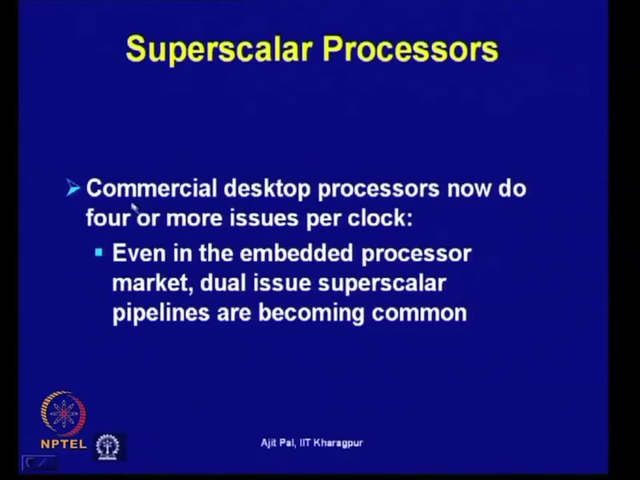 Superscalar Processors
Commercial desktop processors now do
four or more issues per clock:
Even in the embedded processor
market, dual issue superscalar
pipelines are becoming common
NPTEL
Ajit Pal, IIT Kharagpur